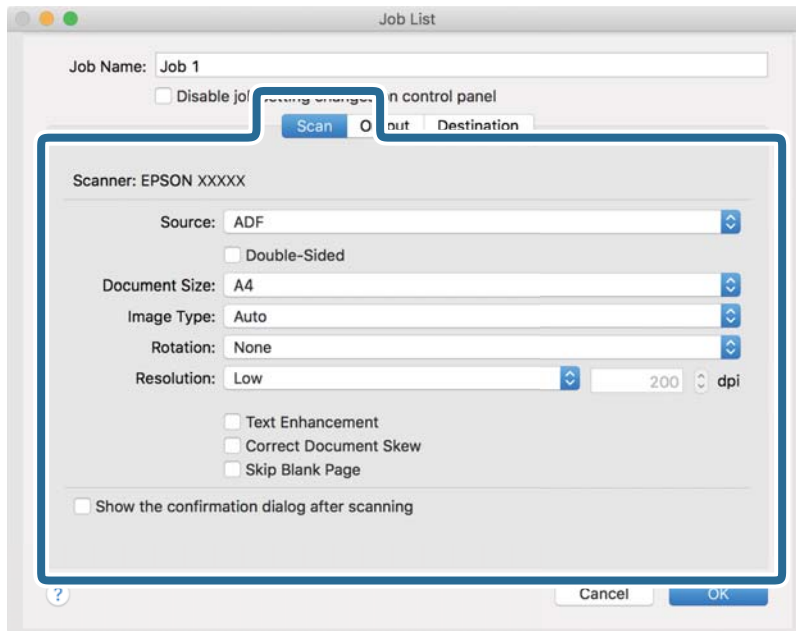 Job List
Job Name: Job 1
Disable on control panel
Scan Destination
Scanner: EPSON XXXXX
Source: ADF
Double-Sided
Document Size: A4
Image Type: Auto
Rotation: None
Resolution: Low 200 dpi
Text Enhancement
Correct Document Skew
Skip Blank Page
Show the confirmation dialog after scanning
? Cancel OK